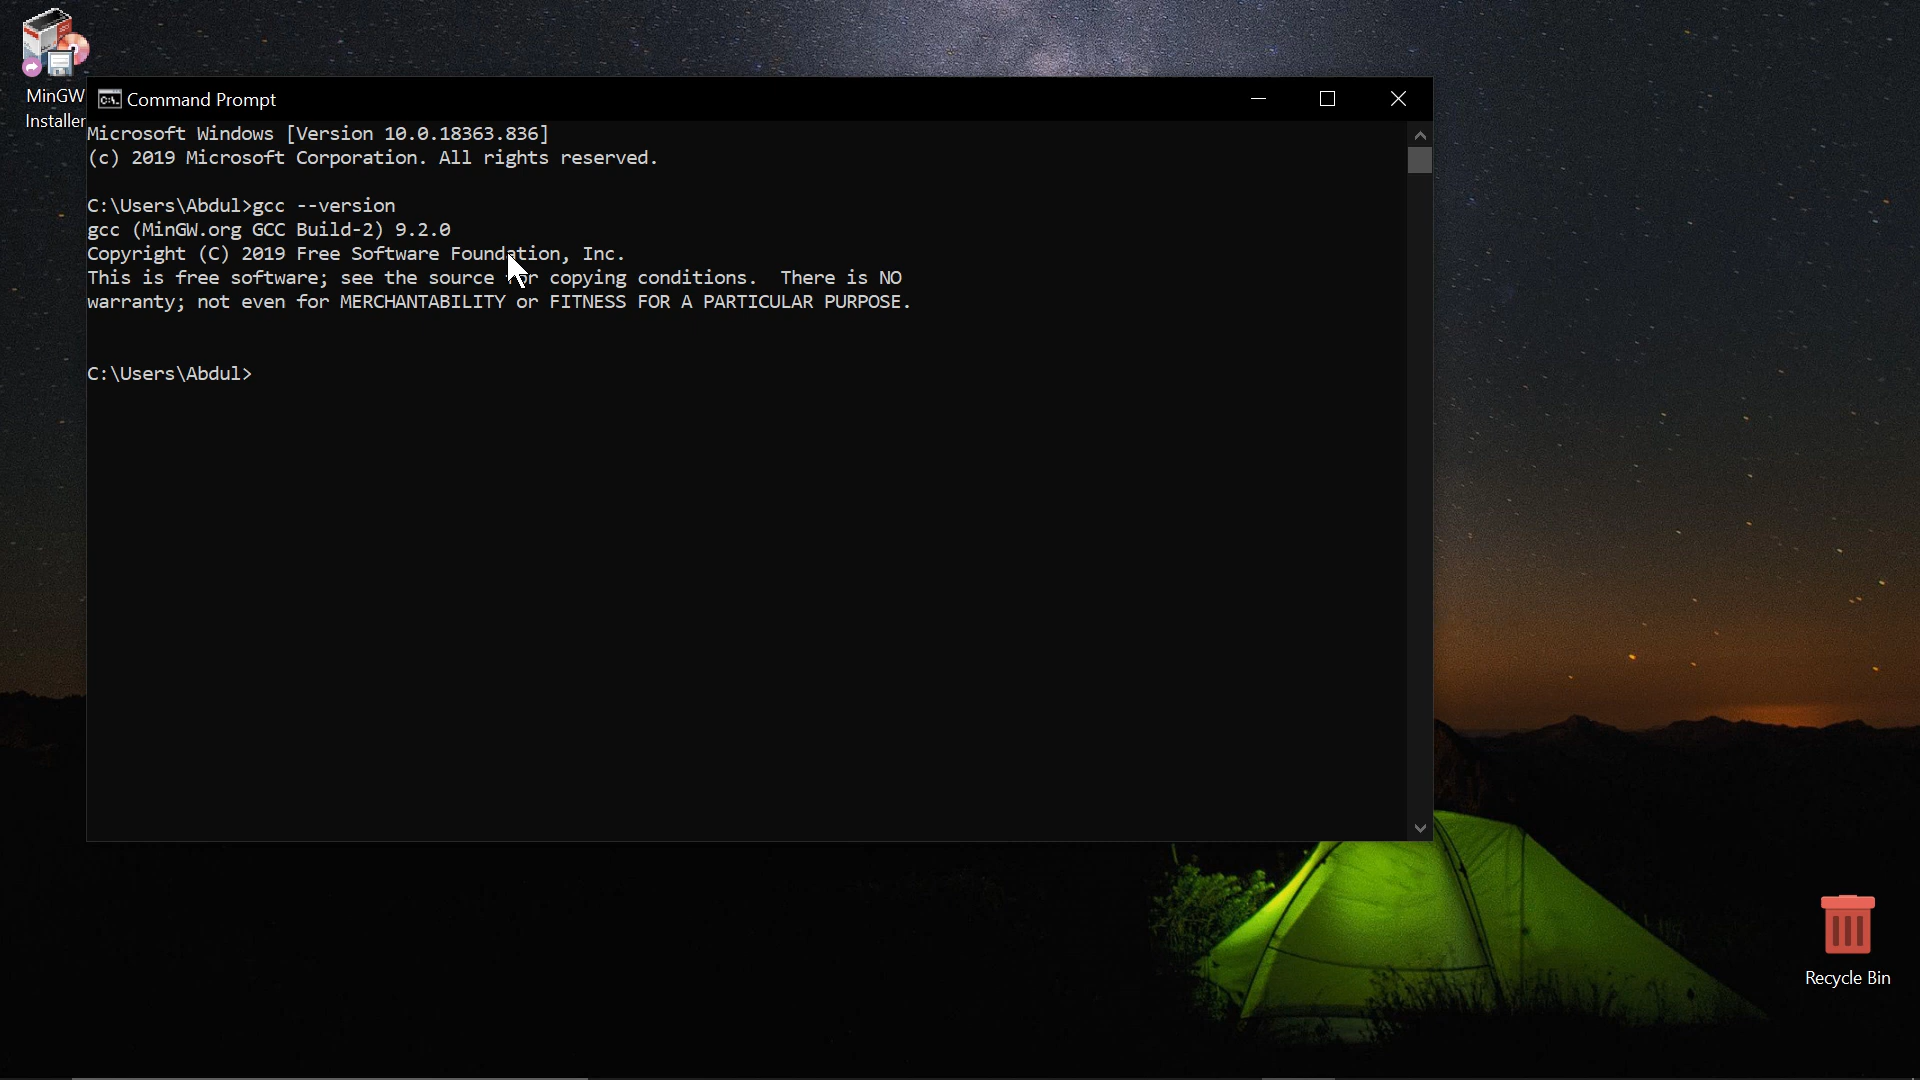 MinGW
Installer
Command Prompt
Microsoft Windows [Version 10.0.18363.836]
(c) 2019 Microsoft Corporation. All rights reserved.
C:\Users\Abdul>gcc --version
gcc (MinGW.org GCC Build-2) 9.2.0
Copyright (C) 2019 Free Software Foundation, Inc.
This is free software; see the source for copying conditions. There is NO
warranty; not even for MERCHANTABILITY or FITNESS FOR A PARTICULAR PURPOSE.
C:\Users\Abdul>
Recycle Bin